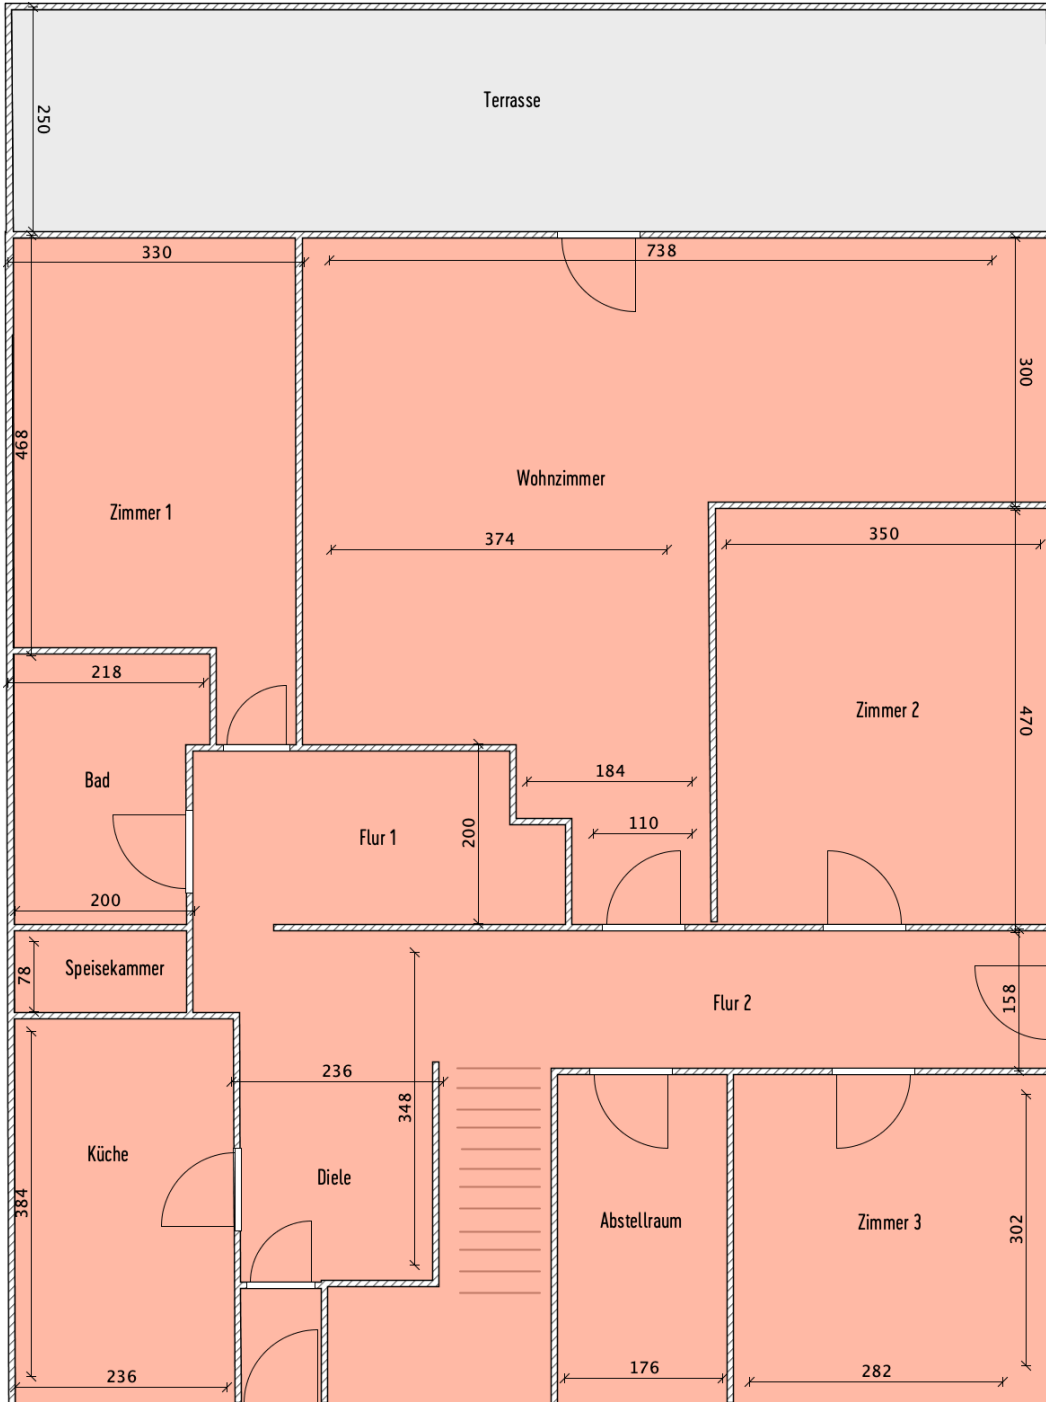 250
Terrasse
330
738
300
468
Wohnzimmer
Zimmer 1
374
350
218
Zimmer 2
470
184
Bad
110
Flur 1
200
200
Speisekammer
78
Flur 2
158
236
348
Küche
Diele
384
Abstellraum
Zimmer 3
302
236
176
282